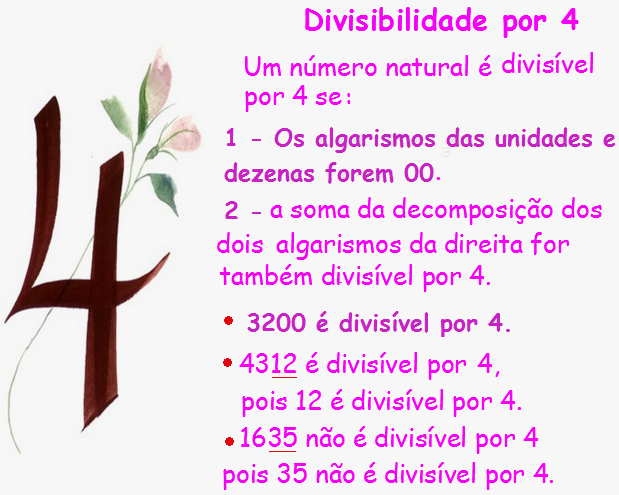 Divisibilidade por 4
Um número natural é divisível
por 4 se:
1 - Os algarismos das unidades e
dezenas forem 00.
2 - a soma da decomposição dos
dois algarismos da direita for
também divisível por 4.
• 3200 é divisível por 4.
• 4312 é divisível por 4,
pois 12 é divisível por 4.
• 1635 não é divisível por 4
pois 35 não é divisível por 4.
4